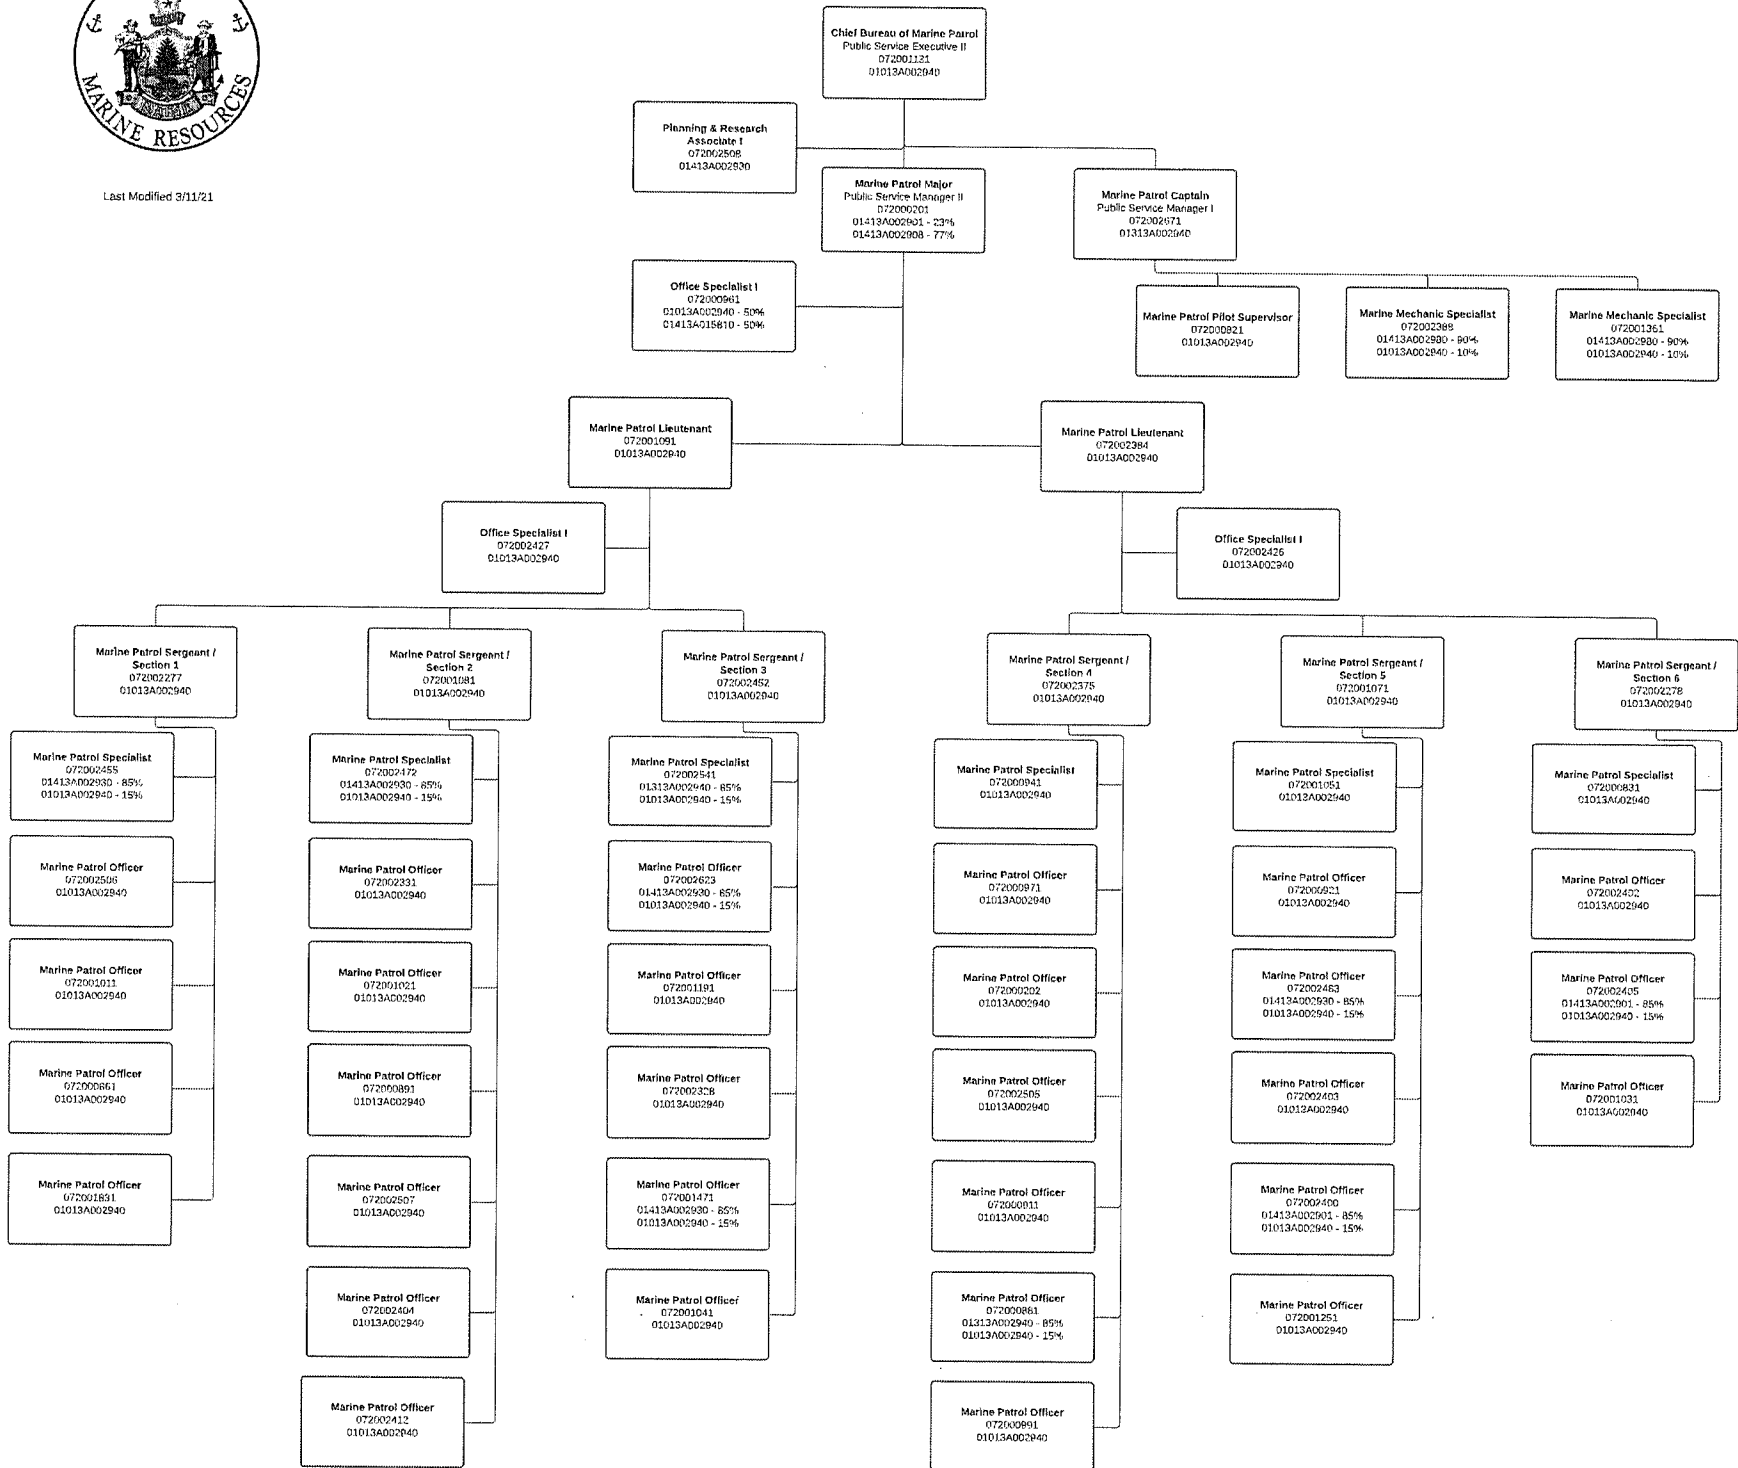 MARINE RESOURCES
Last Modified 3/11/21
Chief Bureau of Marine Patrol
Public Service Executive II
072001131
01013A002940
Planning & Research
Associate I
072002508
01413A002930
Marine Patrol Major
Public Service Manager II
072000201
01413A002901 - 23%
01413A002908 - 77%
Marine Patrol Captain
Public Service Manager I
072002671
01313A002940
Office Specialist I
072000961
01013A002940 - 50%
01413A015810 - 50%
Marine Patrol Pilot Supervisor
072000821
01013A002940
Marine Mechanic Specialist
072002388
01413A002980 - 90%
01013A002940 - 10%
Marine Mechanic Specialist
072001361
01413A002980 - 90%
01013A002940 - 10%
Marine Patrol Lieutenant
072001091
01013A002940
Marine Patrol Lieutenant
072002384
01013A002940
Office Specialist I
072002427
01013A002940
Office Specialist I
072002426
01013A002940
Marine Patrol Sergeant /
Section 1
072002277
01013A002940
Marine Patrol Sergeant /
Section 2
072001081
01013A002940
Marine Patrol Sergeant /
Section 3
072002452
01013A002940
Marine Patrol Sergeant /
Section 4
072002375
01013A002940
Marine Patrol Sergeant /
Section 5
072001071
01013A002940
Marine Patrol Sergeant /
Section 6
072002278
01013A002940
Marine Patrol Specialist
072002455
01413A002930 - 85%
01013A002940 - 15%
Marine Patrol Officer
072002506
01013A002940
Marine Patrol Officer
072001011
01013A002940
Marine Patrol Officer
072000661
01013A002940
Marine Patrol Officer
072001831
01013A002940
Marine Patrol Specialist
072002472
01413A002930 - 85%
01013A002940 - 15%
Marine Patrol Officer
072002331
01013A002940
Marine Patrol Officer
072001021
01013A002940
Marine Patrol Officer
072000891
01013A002940
Marine Patrol Officer
072002507
01013A002940
Marine Patrol Officer
072002404
01013A002940
Marine Patrol Officer
072002412
01013A002940
Marine Patrol Specialist
072002541
01313A002940 - 85%
01013A002940 - 15%
Marine Patrol Officer
072002623
01413A002930 - 85%
01013A002940 - 15%
Marine Patrol Officer
072001191
01013A002940
Marine Patrol Officer
072002328
01013A002940
Marine Patrol Officer
072001471
01413A002930 - 85%
01013A002940 - 15%
Marine Patrol Officer
072001041
01013A002940
Marine Patrol Specialist
072000941
01013A002940
Marine Patrol Officer
072000971
01013A002940
Marine Patrol Officer
072000202
01013A002940
Marine Patrol Officer
072002505
01013A002940
Marine Patrol Officer
072000911
01013A002940
Marine Patrol Officer
072000881
01313A002940 - 85%
01013A002940 - 15%
Marine Patrol Officer
072000991
01013A002940
Marine Patrol Specialist
072001051
01013A002940
Marine Patrol Officer
072000921
01013A002940
Marine Patrol Officer
072002463
01413A002930 - 85%
01013A002940 - 15%
Marine Patrol Officer
072002403
01013A002940
Marine Patrol Officer
072002400
01413A002901 - 85%
01013A002940 - 15%
Marine Patrol Officer
072001251
01013A002940
Marine Patrol Specialist
072000831
01013A002940
Marine Patrol Officer
072002402
01013A002940
Marine Patrol Officer
072002405
01413A002901 - 85%
01013A002940 - 15%
Marine Patrol Officer
072001031
01013A002940